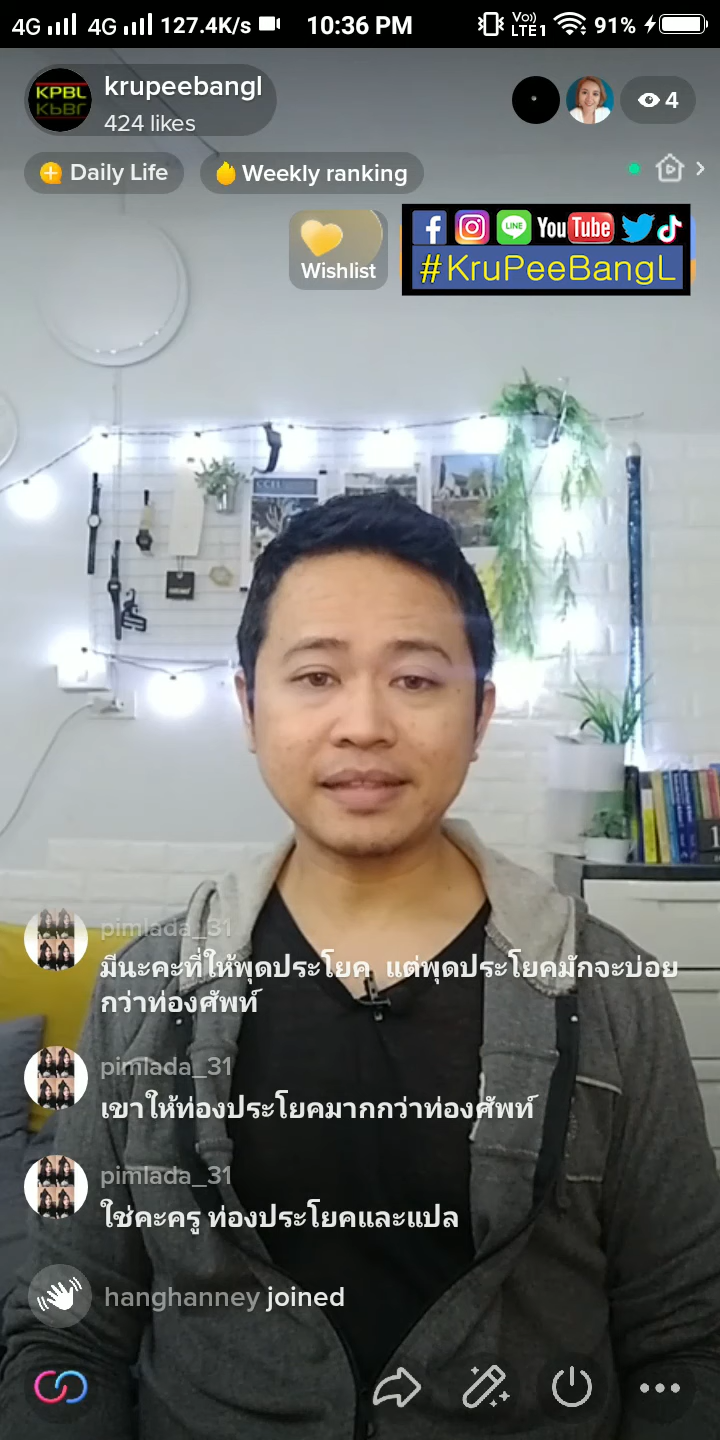 4G 4G 127.4K/s 10:36 PM Vo)) LTE1 91%
KPBL krupeebangl
424 likes
4
Daily Life Weekly ranking
Wishlist
LINE YouTube
#KruPeeBangL
pimlada_31
มีนะคะที่ให้พุดประโยค แต่พุดประโยคมักจะบ่อย
กว่าท่องศัพท์
pimlada_31
เขาให้ท่องประโยคมากกว่าท่องศัพท์
pimlada_31
ใช่คะครู ท่องประโยคและแปล
hanghanney joined